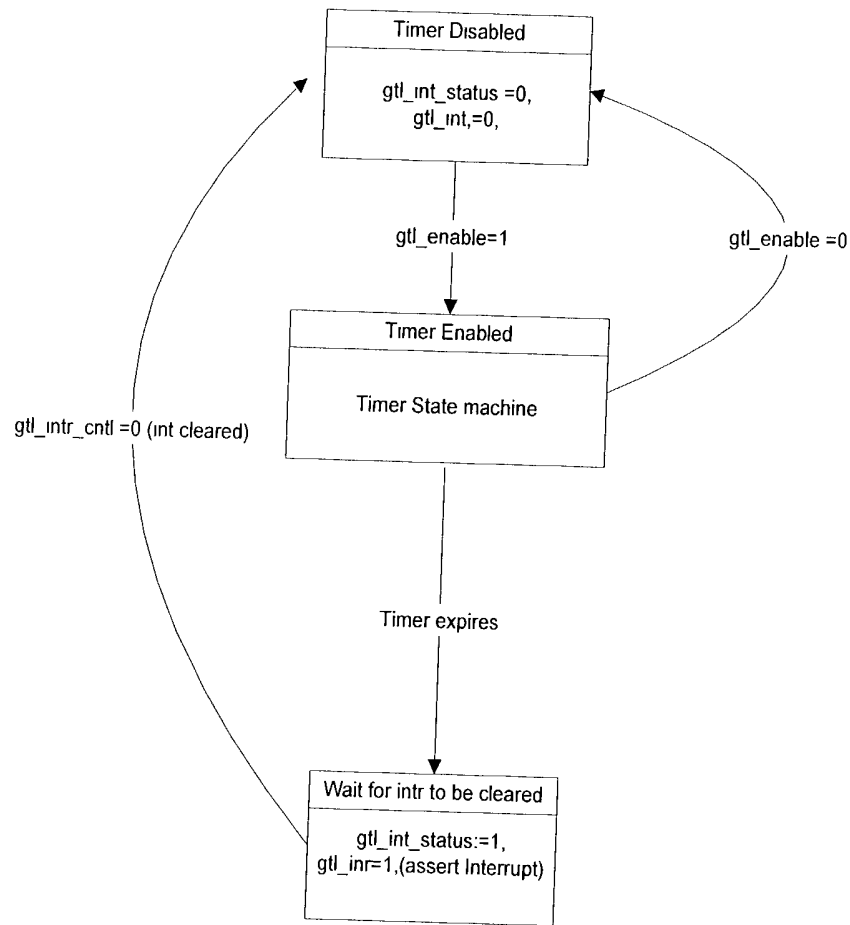 Timer Disabled
gtl_int_status =0,
gtl_int,=0,
gtl_enable=1
gtl_enable =0
Timer Enabled
Timer State machine
gtl_intr_cntl =0 (int cleared)
Timer expires
Wait for intr to be cleared
gtl_int_status:=1,
gtl_inr=1,(assert Interrupt)